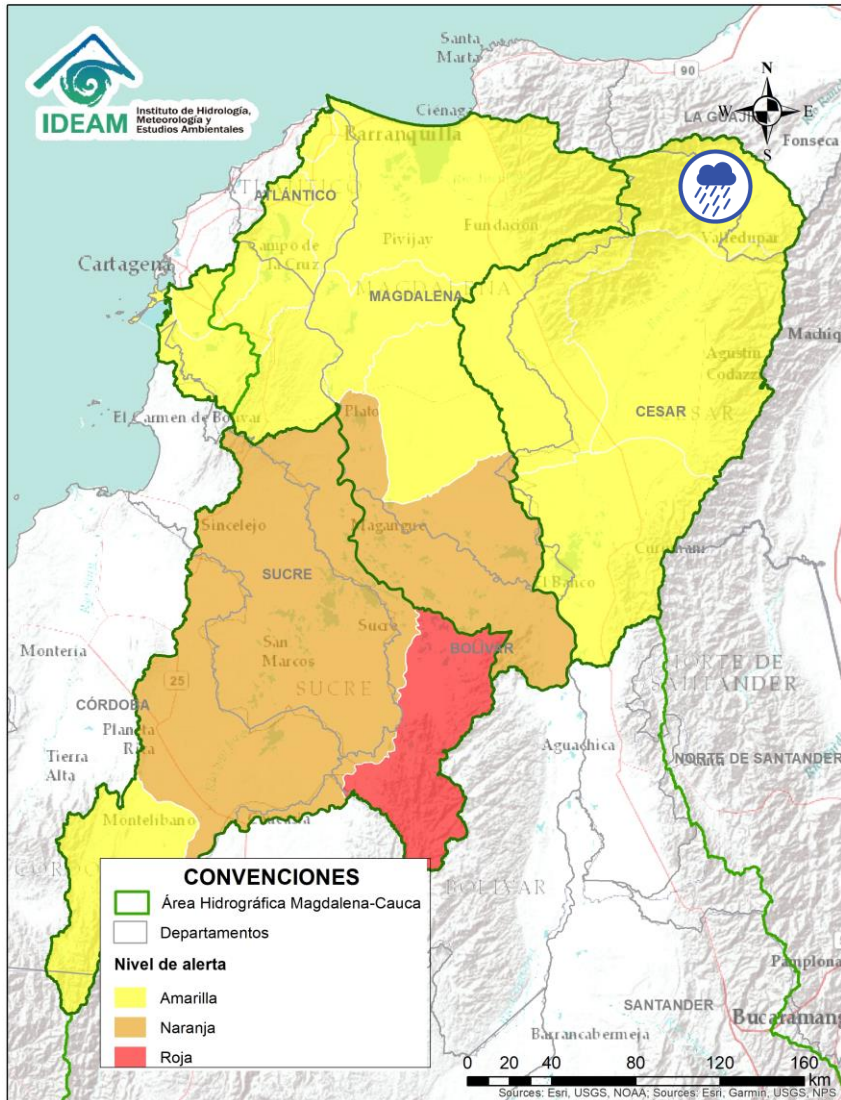 IDEAM
Instituto de Hidrología,
Meteorología y
Estudios Ambientales
Santa
Marta
90
N
W
E
S
LA GUAJIRA
Ciénaga
Fonseca
Barranquilla
ATLÁNTICO
Fundación
Valledupar
Pivijay
Campo de
la Cruz
Cartagena
MAGDALENA
Agustín
Codazzi
CESAR
El Carmen de Bolívar
Plato
Sincelejo
Magangue
SUCRE
El Banco
Sucre
San
Marcos
SUCRE
BOLÍVAR
Montería
25
NORTE DE
SANTANDER
CÓRDOBA
Planeta
Rica
Tierra
Alta
Aguachica
NORTE DE SANTANDER
Montelibano
BOLÍVAR
CONVENCIONES
Área Hidrográfica Magdalena-Cauca
Departamentos
Nivel de alerta
Amarilla
Naranja
Roja
Pamplona
SANTANDER
Bucaramang
Barrancabermeja
0 20 40 80 120 160
Km
Sources: Esri, USGS, NOAA; Sources: Esri, Garmin, USGS, NPS